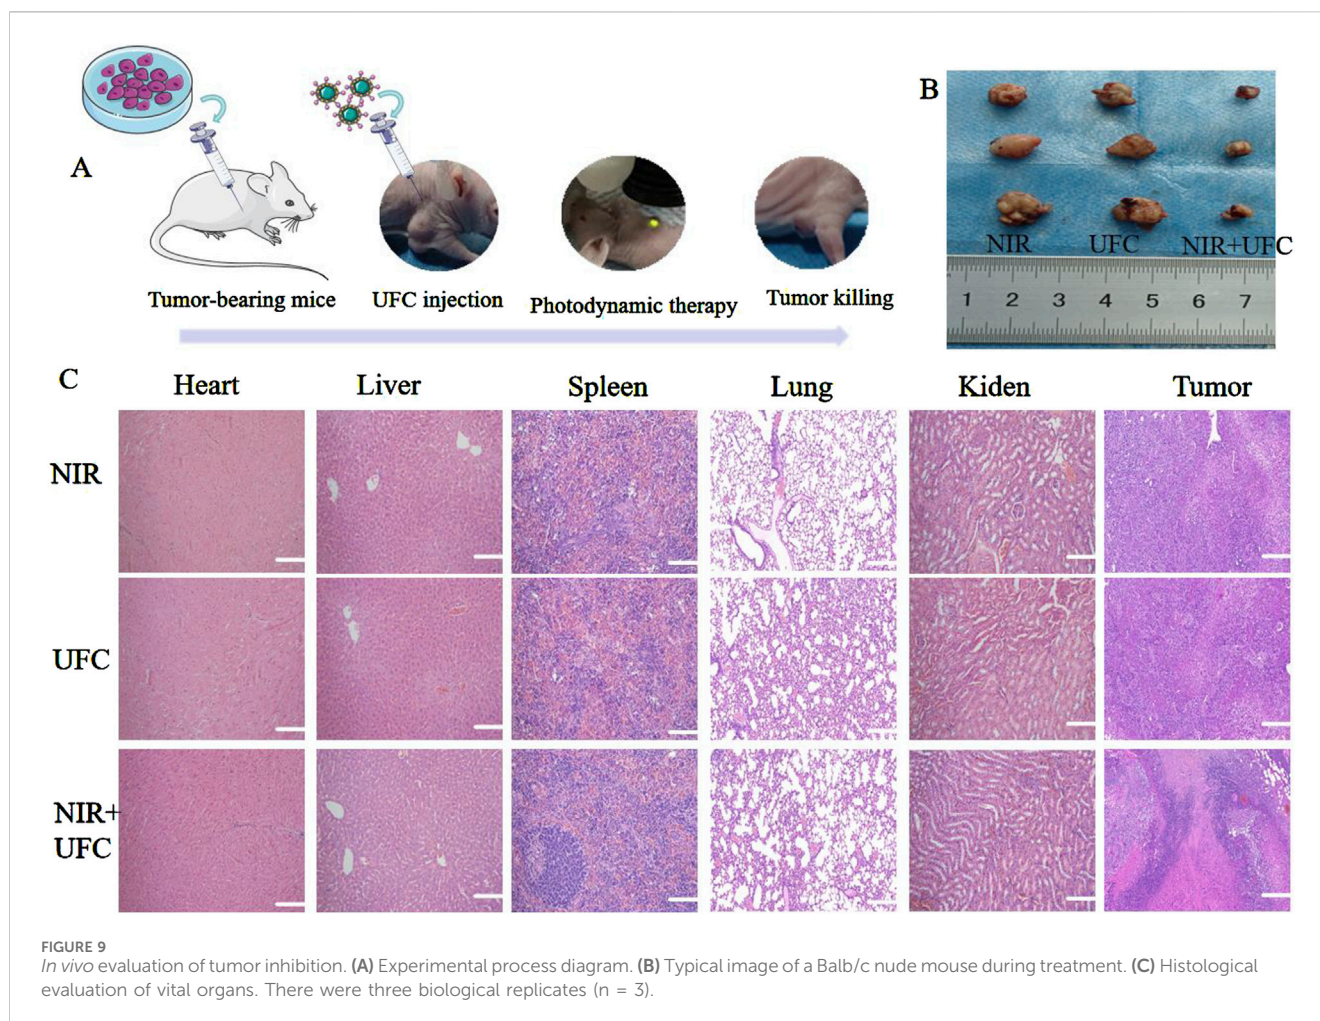 A
Tumor-bearing mice
UFC injection
Photodynamic therapy
Tumor killing
B
NIR UFC NIR+UFC
1 2 3 4 5 6 7
C
Heart Liver Spleen Lung Kiden Tumor
NIR
UFC
NIR+
UFC
FIGURE 9
In vivo evaluation of tumor inhibition. (A) Experimental process diagram. (B) Typical image of a Balb/c nude mouse during treatment. (C) Histological
evaluation of vital organs. There were three biological replicates (n = 3).